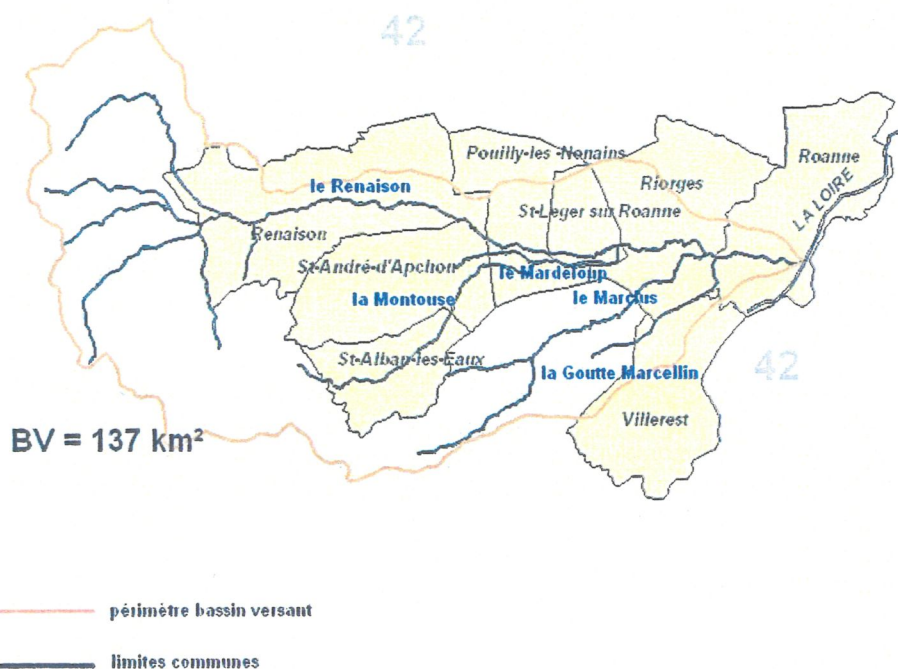 42
Pouilly-les-Nonains
Roanne
le Renaison
Riorges
LA LOIRE
St-Leger sur Roanne
Renaison
St-André-d'Apchon
le Mardeloup
la Montouse
le Marclus
St-Alban-les-Eaux
la Goutte Marcellin
42
Villerest
BV = 137 km²
périmètre bassin versant
limites communes